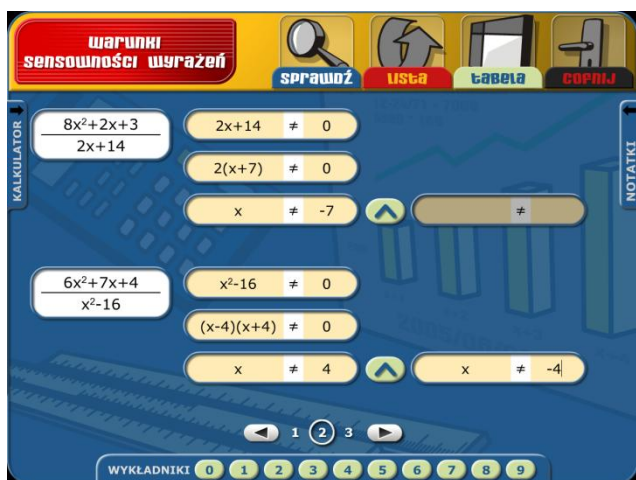 warunki
sensowności wyrażeń
sprawdź
lista
tabela
cofnij
KALKULATOR
NOTATKI
8x²+2x+3
2x+14
2x+14 ≠ 0
2(x+7) ≠ 0
x ≠ -7 ∧ ≠
6x²+7x+4
x²-16
x²-16 ≠ 0
(x-4)(x+4) ≠ 0
x ≠ 4 ∧ x ≠ -4
1 2 3
WYKŁADNIKI 0 1 2 3 4 5 6 7 8 9